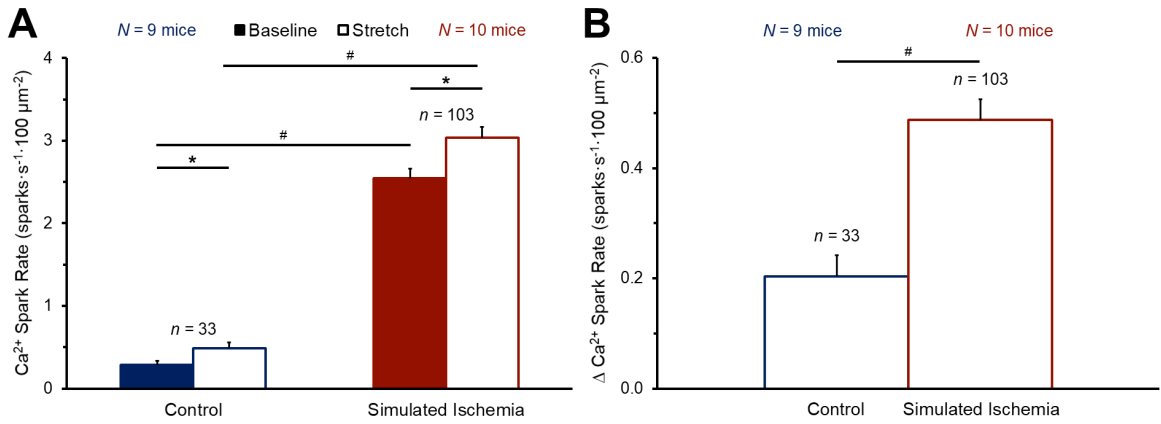 A
N = 9 mice
Baseline
Stretch
N = 10 mice
Ca²⁺ Spark Rate (sparks·s⁻¹·100 µm⁻²)
4
3
2
1
0
#
*
n = 103
#
*
n = 33
Control
Simulated Ischemia
B
N = 9 mice
N = 10 mice
Δ Ca²⁺ Spark Rate (sparks·s⁻¹·100 µm⁻²)
0.6
0.4
0.2
0.0
#
n = 103
n = 33
Control
Simulated Ischemia